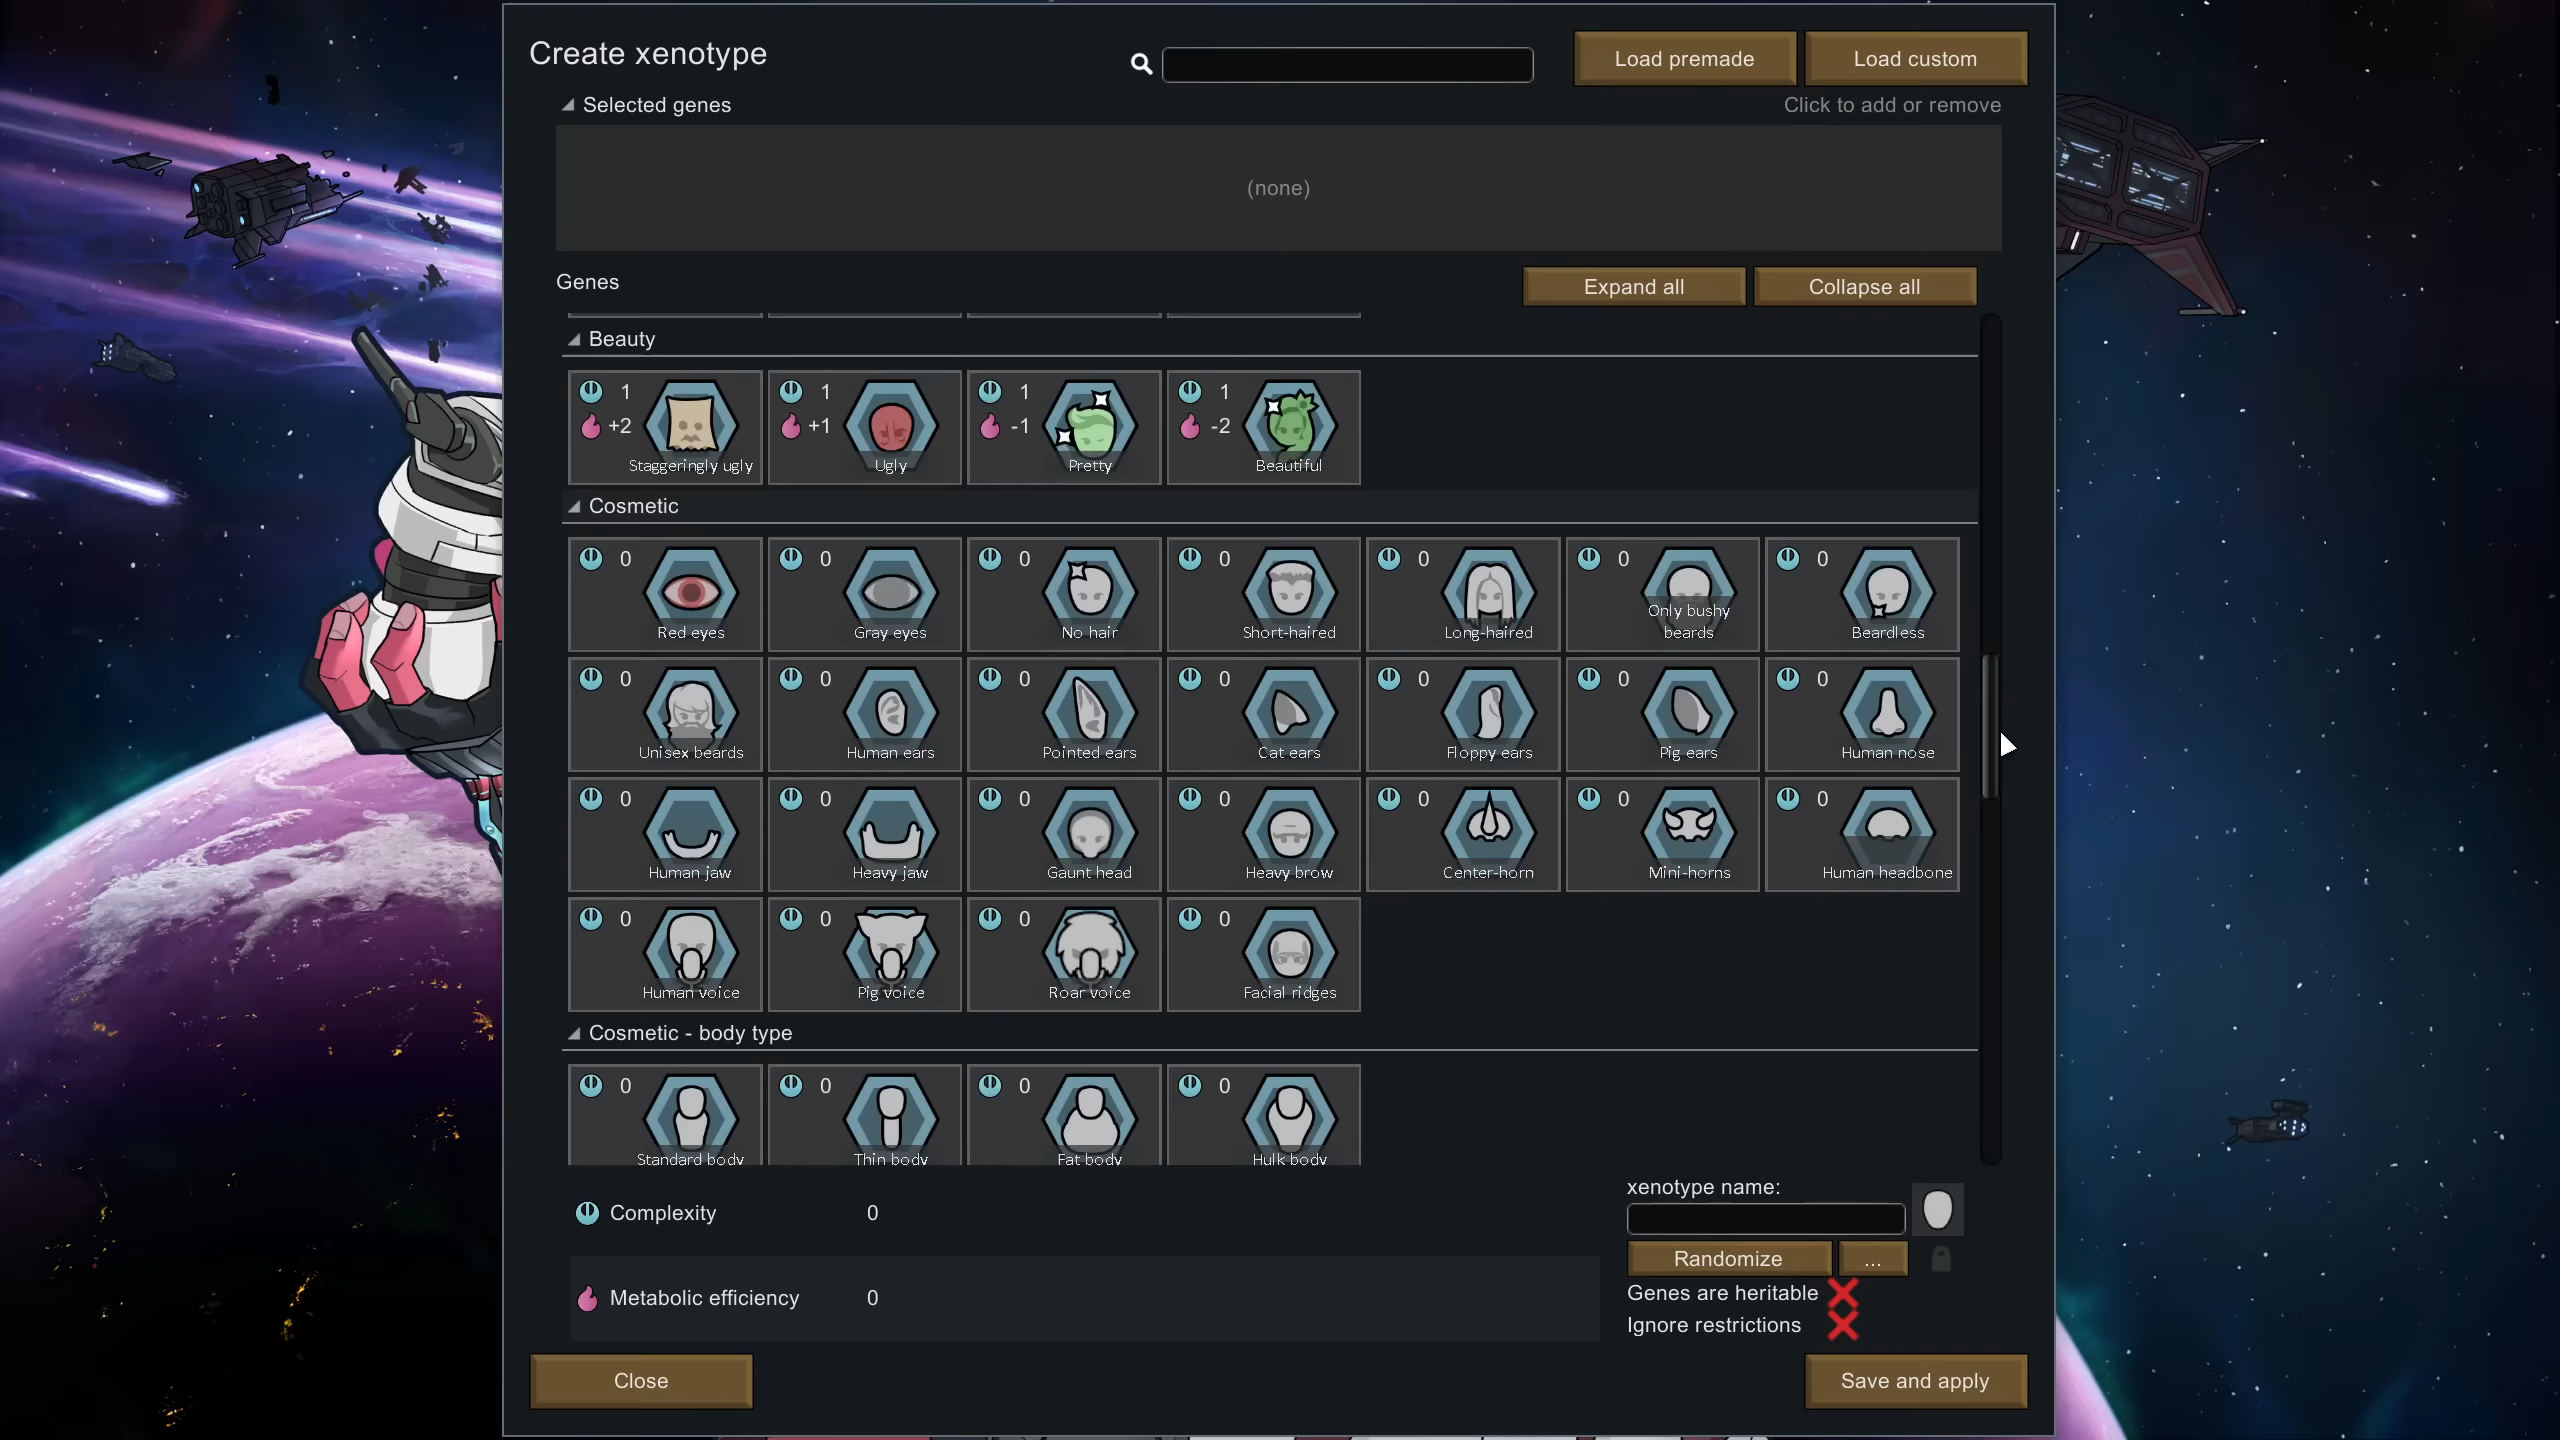 Create xenotype
Load premade
Load custom
Selected genes
Click to add or remove
(none)
Genes
Expand all
Collapse all
Beauty
1
+2
Staggeringly ugly
1
+1
Ugly
1
-1
Pretty
1
-2
Beautiful
Cosmetic
0
Red eyes
0
Gray eyes
0
No hair
0
Short-haired
0
Long-haired
0
Only bushy
beards
0
Beardless
0
Unisex beards
0
Human ears
0
Pointed ears
0
Cat ears
0
Floppy ears
0
Pig ears
0
Human nose
0
Human jaw
0
Heavy jaw
0
Gaunt head
0
Heavy brow
0
Center-horn
0
Mini-horns
0
Human headbone
0
Human voice
0
Pig voice
0
Roar voice
0
Facial ridges
Cosmetic - body type
0
Standard body
0
Thin body
0
Fat body
0
Hulk body
Complexity 0
Metabolic efficiency 0
xenotype name:
Randomize
...
Genes are heritable
Ignore restrictions
Close
Save and apply